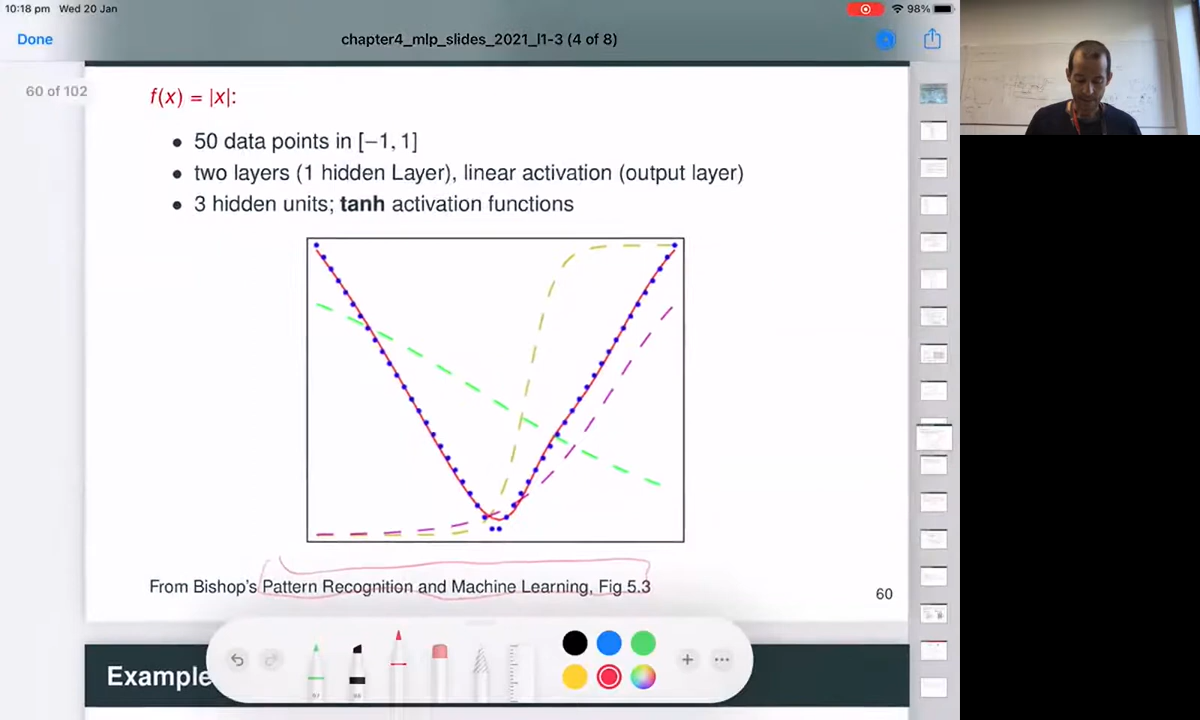 10:18 pm Wed 20 Jan
98%
Done
chapter4_mlp_slides_2021_l1-3 (4 of 8)
60 of 102
f(x) = |x|:
• 50 data points in [−1, 1]
• two layers (1 hidden Layer), linear activation (output layer)
• 3 hidden units; tanh activation functions
From Bishop's Pattern Recognition and Machine Learning, Fig 5.3
60
Example